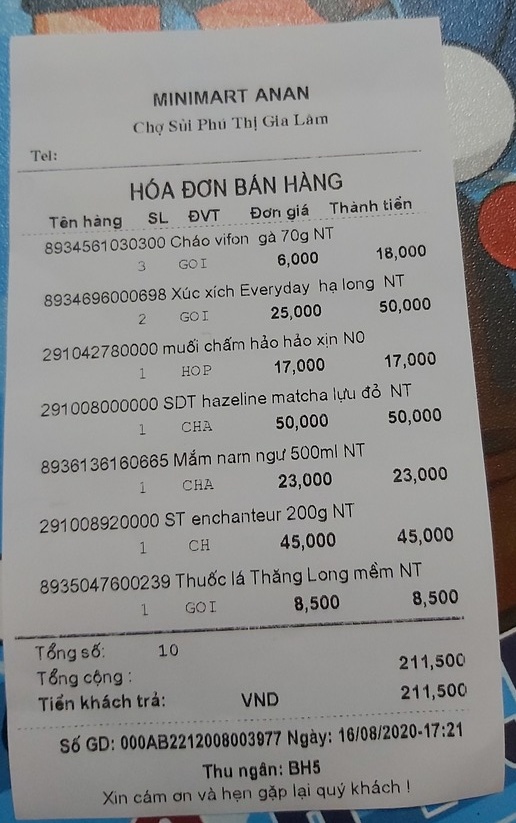 MINIMART ANAN
Chợ Sủi Phú Thị Gia Lâm
Tel:
HÓA ĐƠN BÁN HÀNG
Tên hàng SL ĐVT Đơn giá Thành tiền
8934561030300 Cháo vifon gà 70g NT
3 GOI 6,000 18,000
8934696000698 Xúc xích Everyday hạ long NT
2 GOI 25,000 50,000
291042780000 muối chấm hảo hảo xịn NO
1 HOP 17,000 17,000
291008000000 SDT hazeline matcha lựu đỏ NT
1 CHA 50,000 50,000
8936136160665 Mắm nam ngư 500ml NT
1 CHA 23,000 23,000
291008920000 ST enchanteur 200g NT
1 CH 45,000 45,000
8935047600239 Thuốc lá Thăng Long mềm NT
1 GOI 8,500 8,500
Tổng số: 10
Tổng cộng : 211,500
Tiền khách trả: VND 211,500
Số GD: 000AB2212008003977 Ngày: 16/08/2020-17:21
Thu ngân: BH5
Xin cám ơn và hẹn gặp lại quý khách !